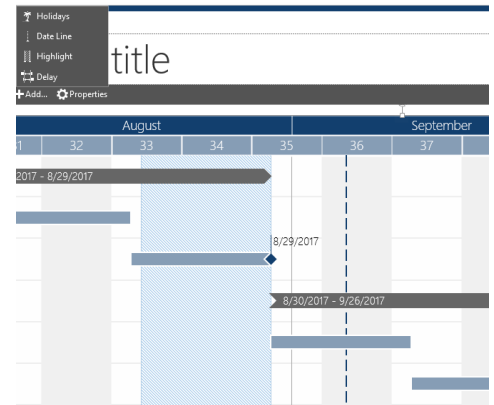 Holidays
Date Line
Highlight
Delay
title
Add... Properties
August September
32 33 34 35 36 37
2017 - 8/29/2017
8/29/2017
8/30/2017 - 9/26/2017